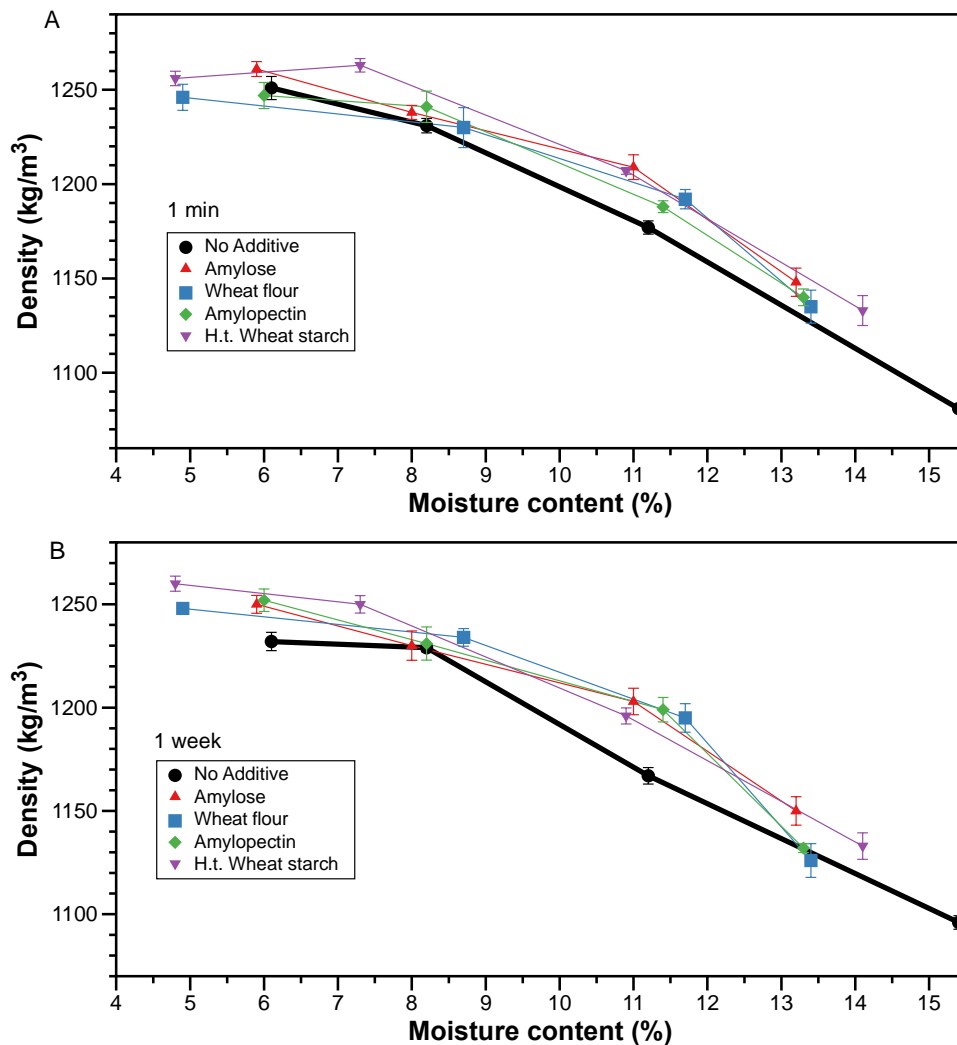 A
Density (kg/m³)
1250
1200
1150
1100
1 min
No Additive
Amylose
Wheat flour
Amylopectin
H.t. Wheat starch
4 5 6 7 8 9 10 11 12 13 14 15
Moisture content (%)
B
Density (kg/m³)
1250
1200
1150
1100
1 week
No Additive
Amylose
Wheat flour
Amylopectin
H.t. Wheat starch
4 5 6 7 8 9 10 11 12 13 14 15
Moisture content (%)